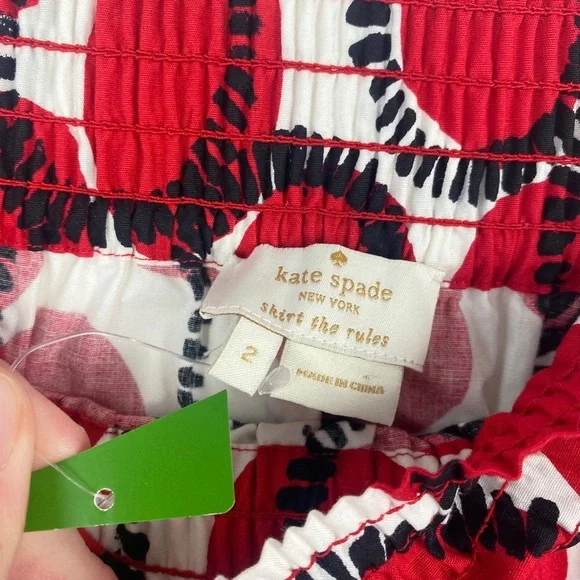 kate spade
NEW YORK
skirt the rules
2
MADE IN CHINA